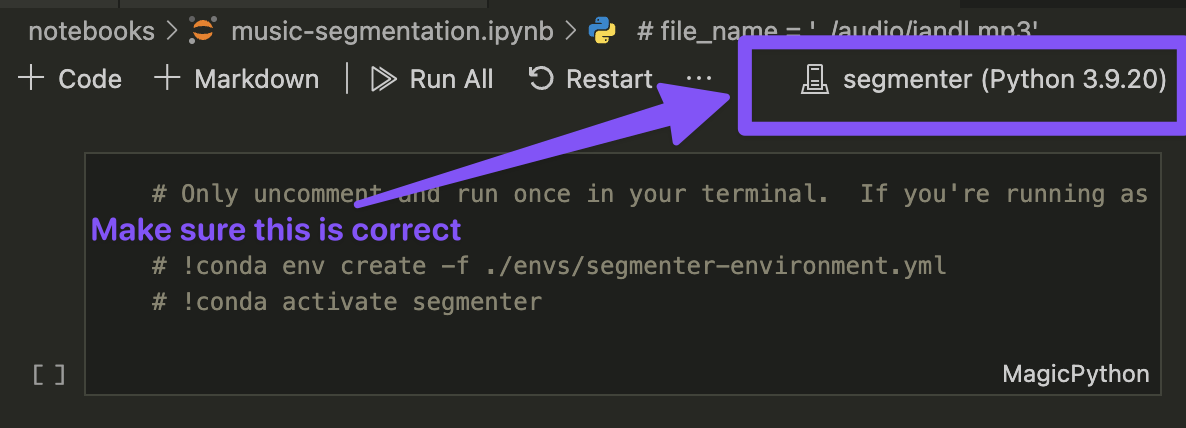 notebooks > music-segmentation.ipynb > # file_name = './audio/jandl.mp3'
+ Code + Markdown | Run All Restart ... segmenter (Python 3.9.20)
# Only uncomment and run once in your terminal. If you're running as
Make sure this is correct
# !conda env create -f ./envs/segmenter-environment.yml
# !conda activate segmenter
[ ]
MagicPython